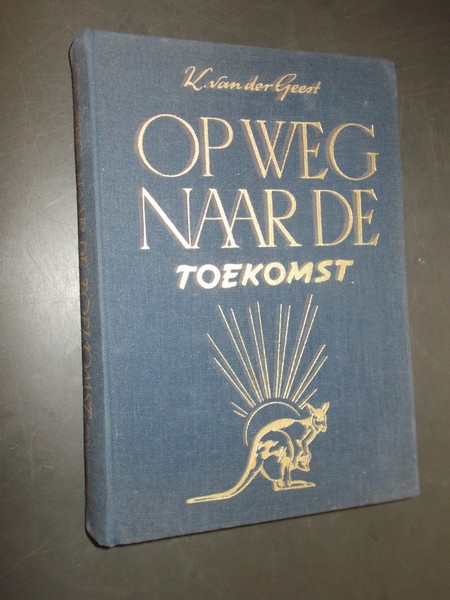 K. van der Geest
OP WEG
NAAR DE
TOEKOMST